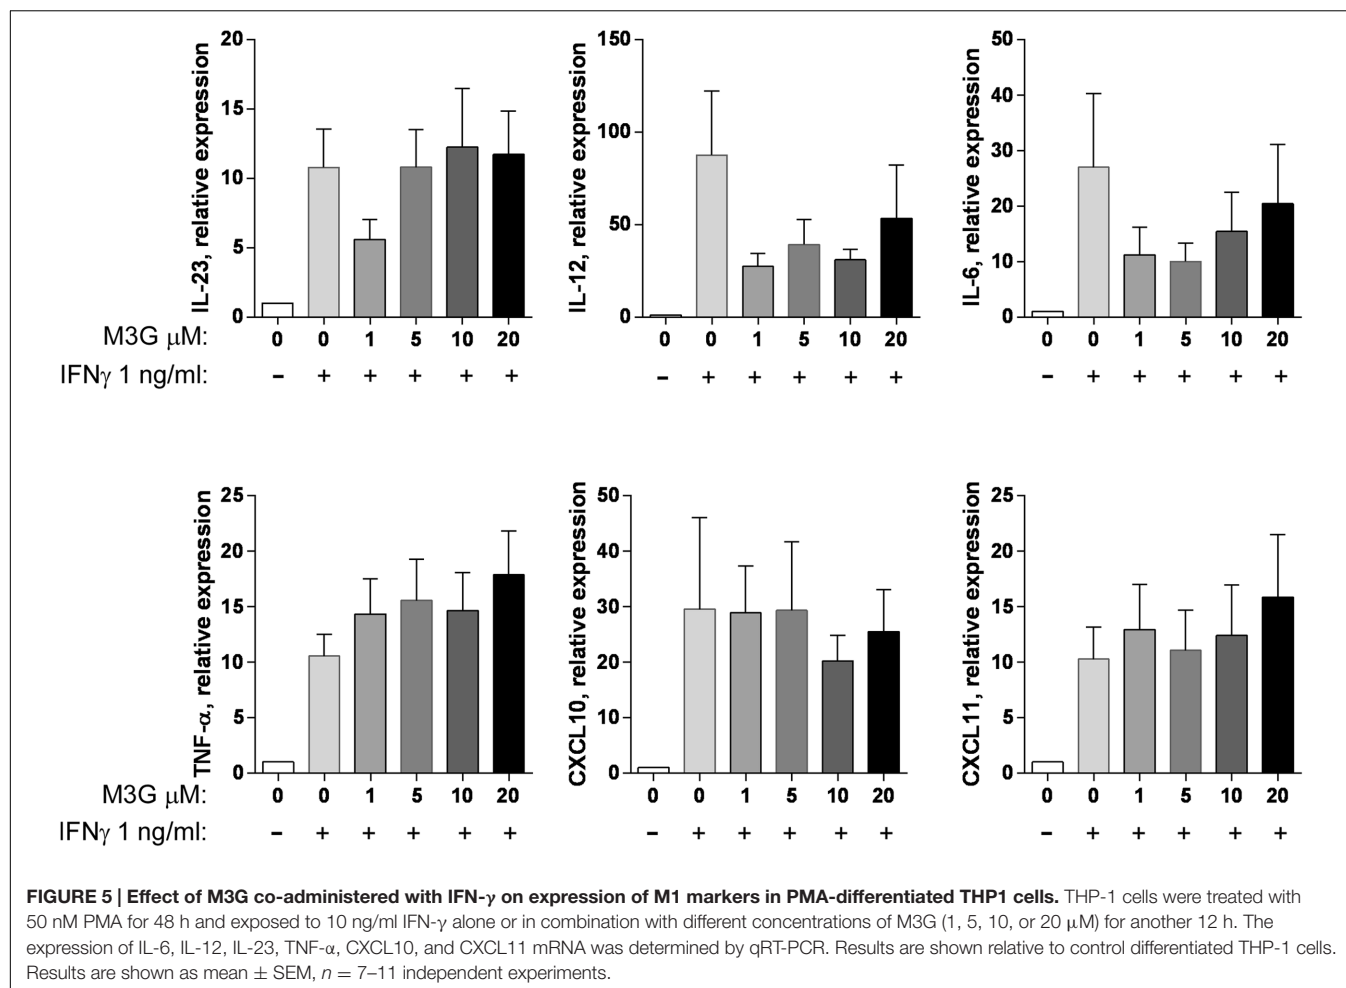 IL-23, relative expression
20
15
10
5
0
IL-12, relative expression
150
100
50
0
IL-6, relative expression
50
40
30
20
10
0
M3G μM: 0 0 1 5 10 20 0 0 1 5 10 20 0 0 1 5 10 20
IFNγ 1 ng/ml: – + + + + + – + + + + + – + + + + +
TNF-α, relative expression
25
20
15
10
5
0
CXCL10, relative expression
50
40
30
20
10
0
CXCL11, relative expression
25
20
15
10
5
0
M3G μM: 0 0 1 5 10 20 0 0 1 5 10 20 0 0 1 5 10 20
IFNγ 1 ng/ml: – + + + + + – + + + + + – + + + + +
FIGURE 5 | Effect of M3G co-administered with IFN-γ on expression of M1 markers in PMA-differentiated THP1 cells. THP-1 cells were treated with
50 nM PMA for 48 h and exposed to 10 ng/ml IFN-γ alone or in combination with different concentrations of M3G (1, 5, 10, or 20 μM) for another 12 h. The
expression of IL-6, IL-12, IL-23, TNF-α, CXCL10, and CXCL11 mRNA was determined by qRT-PCR. Results are shown relative to control differentiated THP-1 cells.
Results are shown as mean ± SEM, n = 7–11 independent experiments.